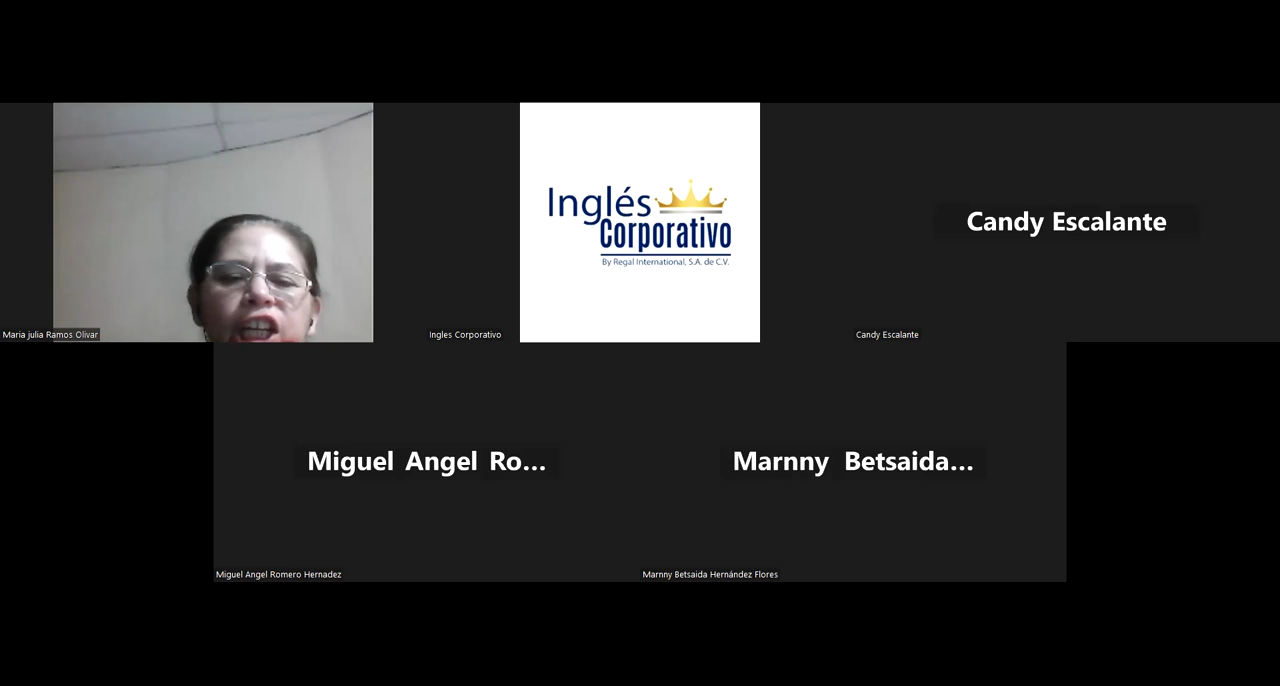 Inglés
Corporativo
By Regal International, S.A. de C.V.
Candy Escalante
Maria julia Ramos Olivar
Ingles Corporativo
Candy Escalante
Miguel Angel Ro...
Marnny Betsaida...
Miguel Angel Romero Hernadez
Marnny Betsaida Hernández Flores